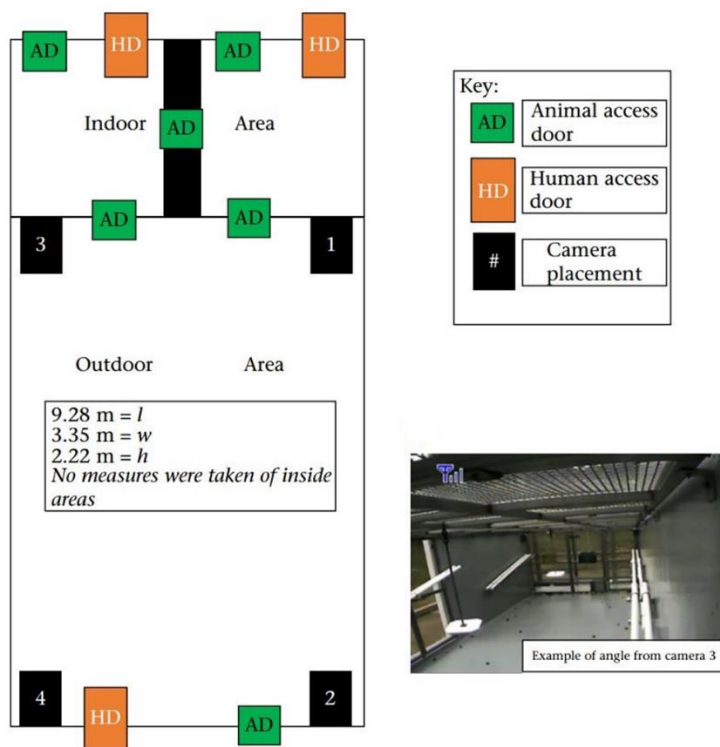 AD
HD
AD
HD
Indoor
AD
Area
AD
AD
3
1
Outdoor
Area
9.28 m = l
3.35 m = w
2.22 m = h
No measures were taken of inside
areas
4
HD
AD
2
Key:
AD
Animal access
door
HD
Human access
door
#
Camera
placement
Example of angle from camera 3